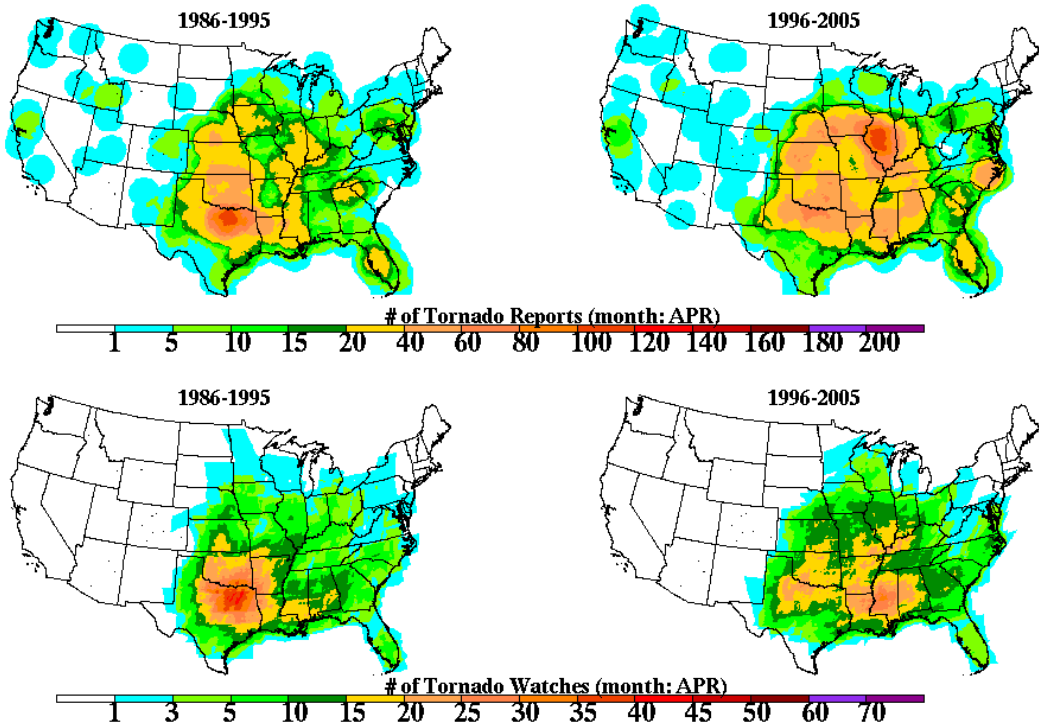 1986-1995
1996-2005
# of Tornado Reports (month: APR)
1 5 10 15 20 40 60 80 100 120 140 160 180 200
1986-1995
1996-2005
# of Tornado Watches (month: APR)
1 3 5 10 15 20 25 30 35 40 45 50 60 70